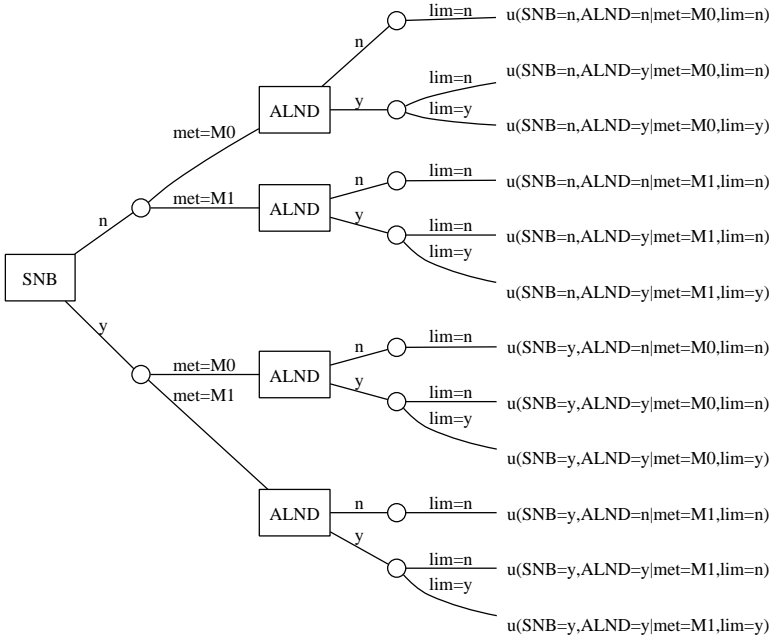 lim=n u(SNB=n,ALND=n|met=M0,lim=n)
n
lim=n u(SNB=n,ALND=y|met=M0,lim=n)
ALND y
lim=y u(SNB=n,ALND=y|met=M0,lim=y)
met=M0
lim=n u(SNB=n,ALND=n|met=M1,lim=n)
n
met=M1 ALND
y
n lim=n u(SNB=n,ALND=y|met=M1,lim=n)
lim=y
SNB
u(SNB=n,ALND=y|met=M1,lim=y)
y
lim=n u(SNB=y,ALND=n|met=M0,lim=n)
n
met=M0 ALND
y
met=M1 lim=n u(SNB=y,ALND=y|met=M0,lim=n)
lim=y
u(SNB=y,ALND=y|met=M0,lim=y)
ALND n lim=n u(SNB=y,ALND=n|met=M1,lim=n)
y
lim=n u(SNB=y,ALND=y|met=M1,lim=n)
lim=y
u(SNB=y,ALND=y|met=M1,lim=y)